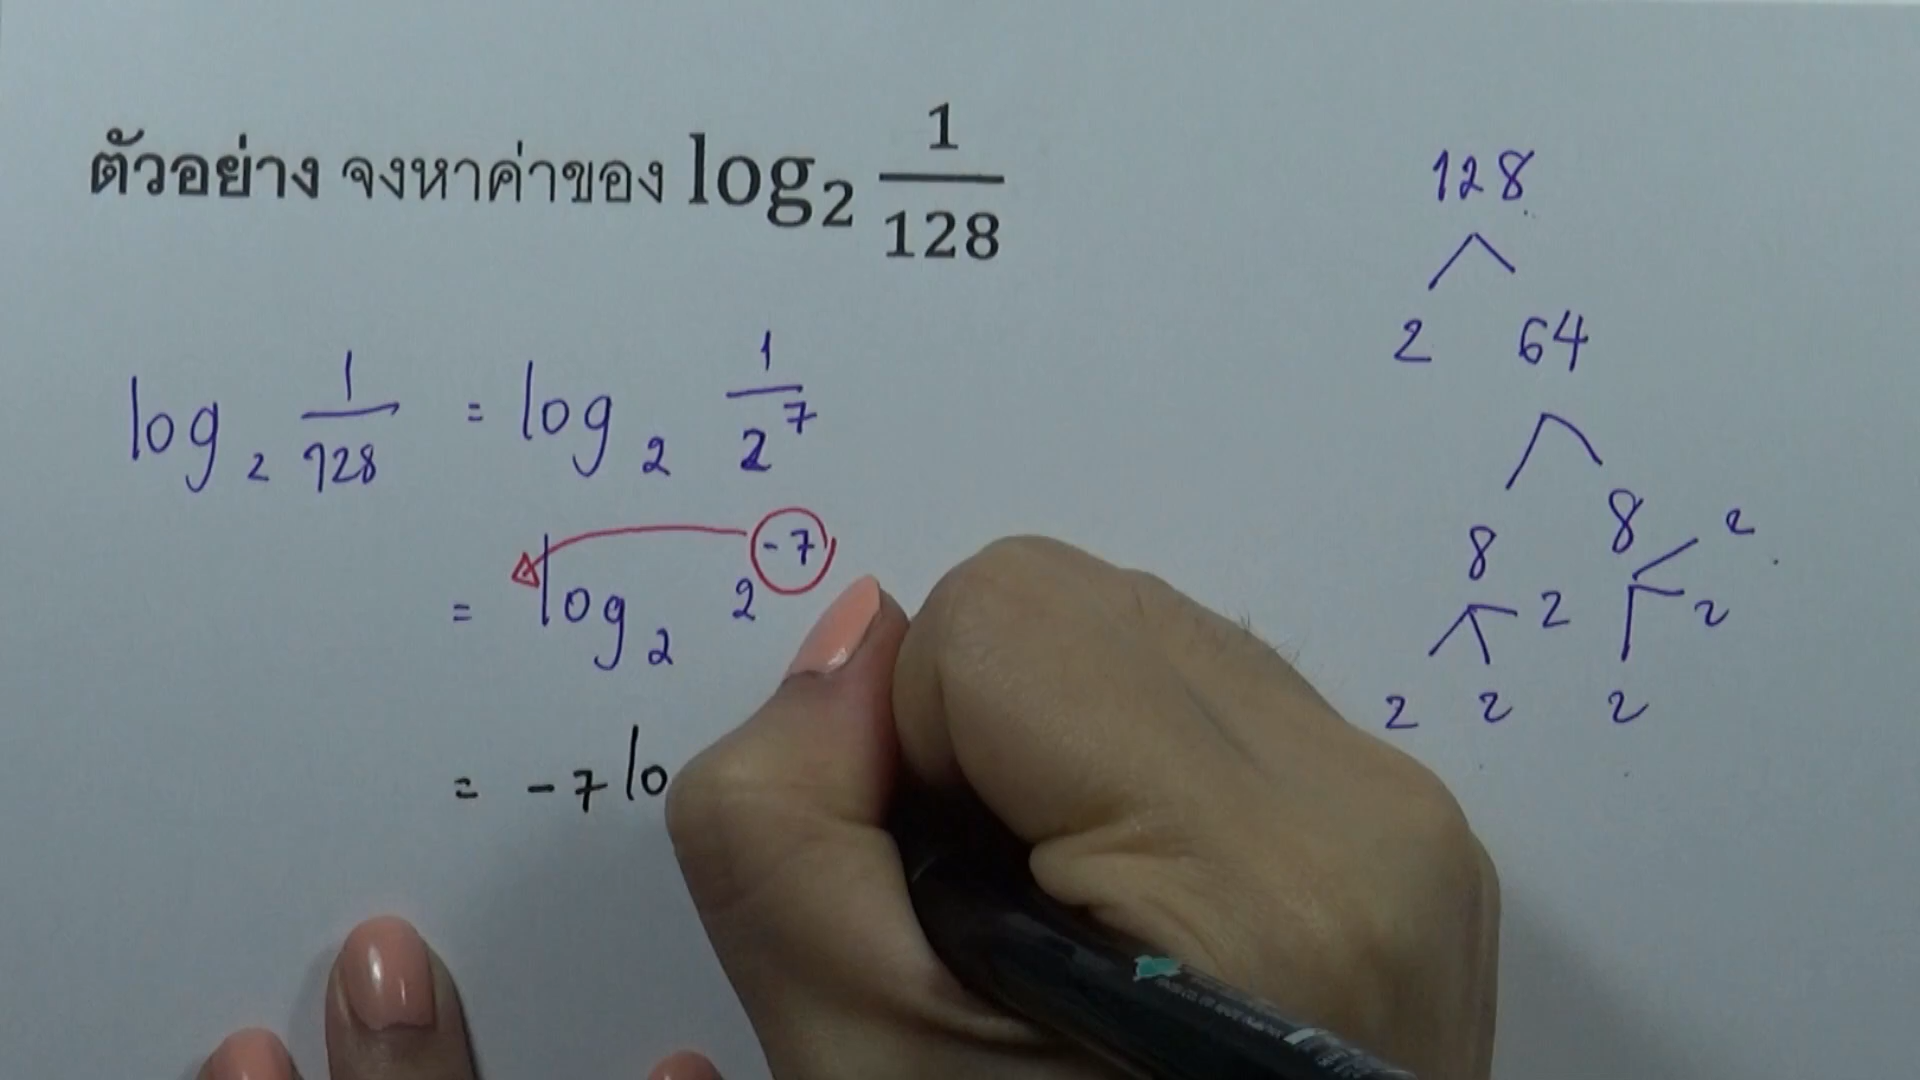 ตัวอย่าง จงหาค่าของ log₂ 1/128
log₂ 1/128 = log₂ 1/2⁷
= log₂ 2⁻⁷
= -7 lo
128
2 64
8 8 2
2 2
2 2 2